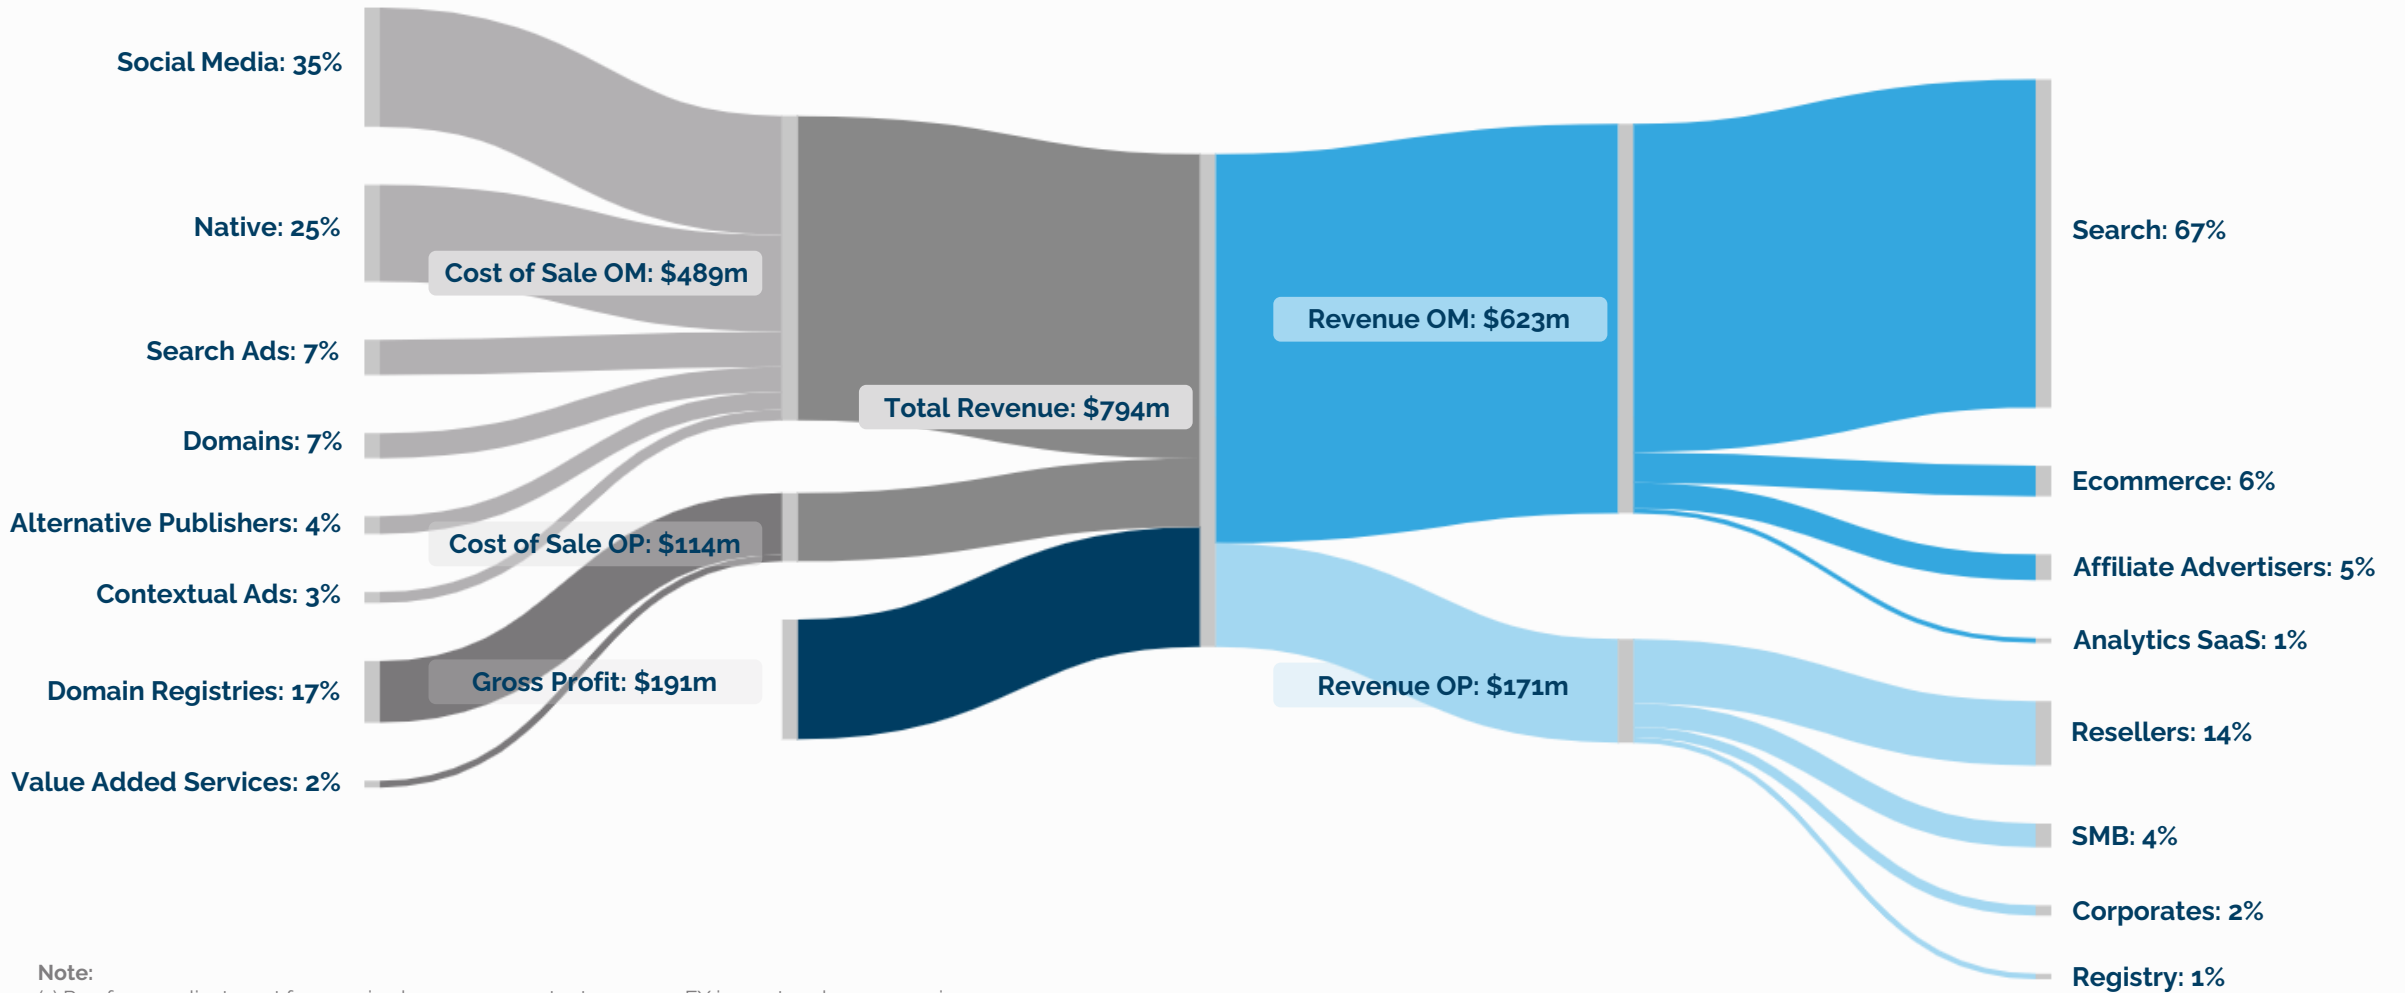 Social Media: 35%
Native: 25%
Search Ads: 7%
Domains: 7%
Alternative Publishers: 4%
Contextual Ads: 3%
Domain Registries: 17%
Value Added Services: 2%
Cost of Sale OM: $489m
Cost of Sale OP: $114m
Gross Profit: $191m
Total Revenue: $794m
Revenue OM: $623m
Revenue OP: $171m
Search: 67%
Ecommerce: 6%
Affiliate Advertisers: 5%
Analytics SaaS: 1%
Resellers: 14%
SMB: 4%
Corporates: 2%
Registry: 1%
Note: